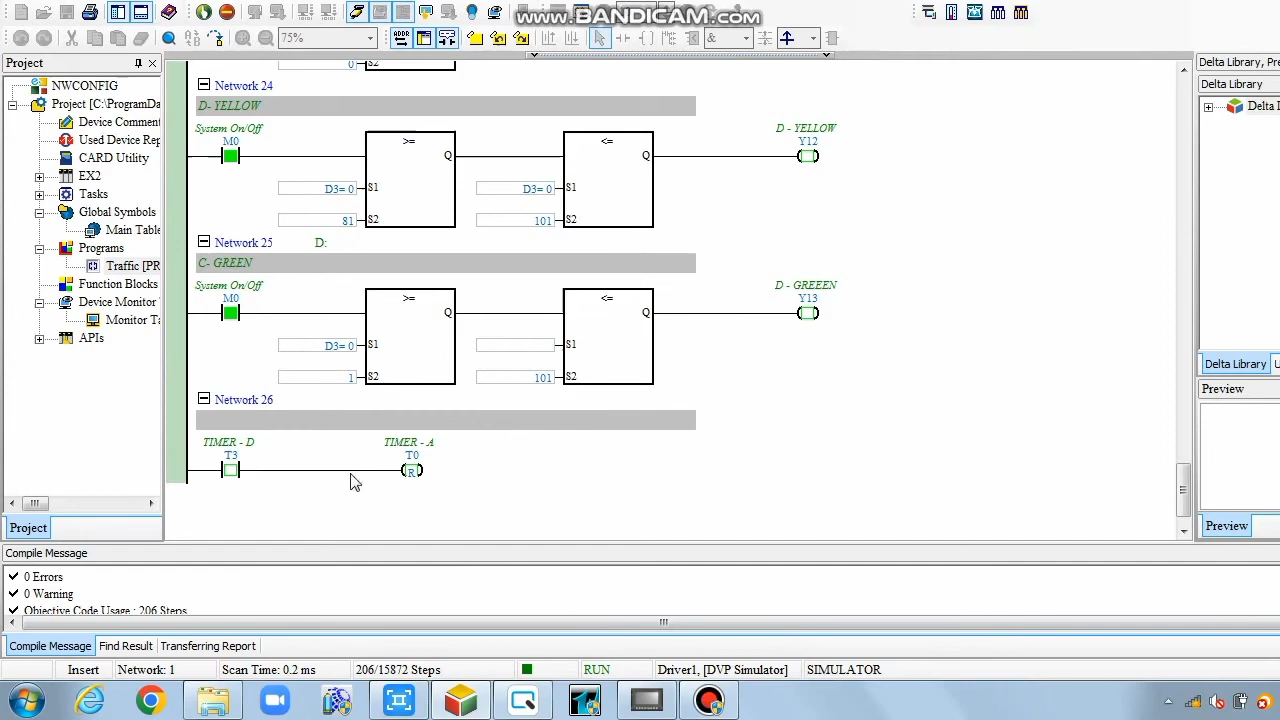 www.BANDICAM.com
75%
&
Project
NWCONFIG
Project [C:\ProgramDa
Device Comment
Used Device Rep
CARD Utility
EX2
Tasks
Global Symbols
Main Table
Programs
Traffic [PR
Function Blocks
Device Monitor
Monitor Ta
APIs
Project
0
S2
Network 24
D- YELLOW
System On/Off
M0
>=
Q
D3= 0
S1
81
S2
<=
Q
D3= 0
S1
101
S2
D - YELLOW
Y12
Network 25
D:
C- GREEN
System On/Off
M0
>=
Q
D3= 0
S1
1
S2
<=
Q
S1
101
S2
D - GREEEN
Y13
Network 26
TIMER - D
T3
TIMER - A
T0
R
Delta Library, Pre
Delta Library
Delta L
Delta Library
U
Preview
Preview
Compile Message
0 Errors
0 Warning
Objective Code Usage : 206 Steps
Compile Message
Find Result
Transferring Report
Insert
Network: 1
Scan Time: 0.2 ms
206/15872 Steps
RUN
Driver1, [DVP Simulator]
SIMULATOR